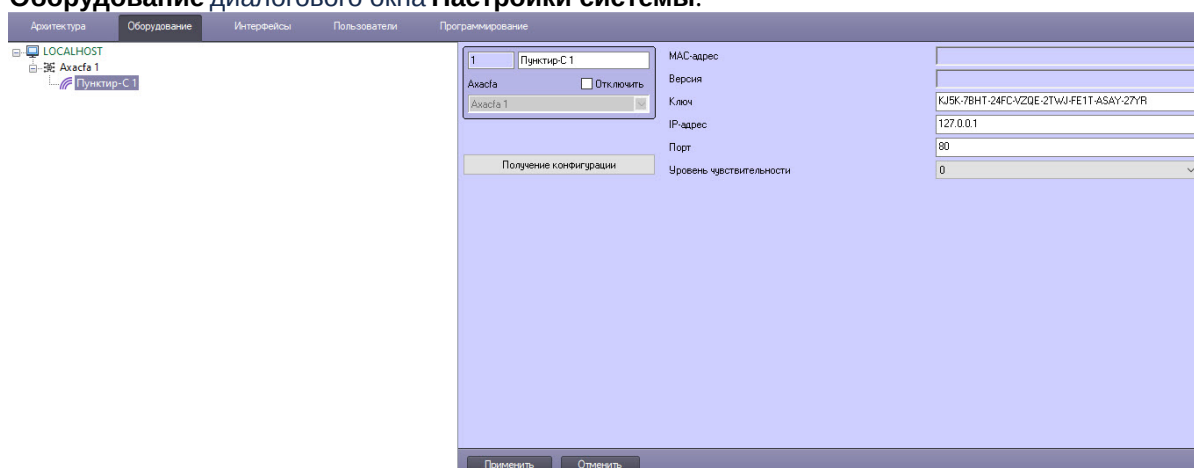 Оборудование диалогового окна Настройки системы.
Архитектура Оборудование Интерфейсы Пользователи Программирование
LOCALHOST
Axacfa 1
Пунктир-С 1
1 Пунктир-С 1
Axacfa Отключить
Axacfa 1
Получение конфигурации
MAC-адрес
Версия
Ключ KJ5K-7BHT-24FC-VZQE-2TWJ-FE1T-ASAY-27YR
IP-адрес 127.0.0.1
Порт 80
Уровень чувствительности 0
Применить Отменить